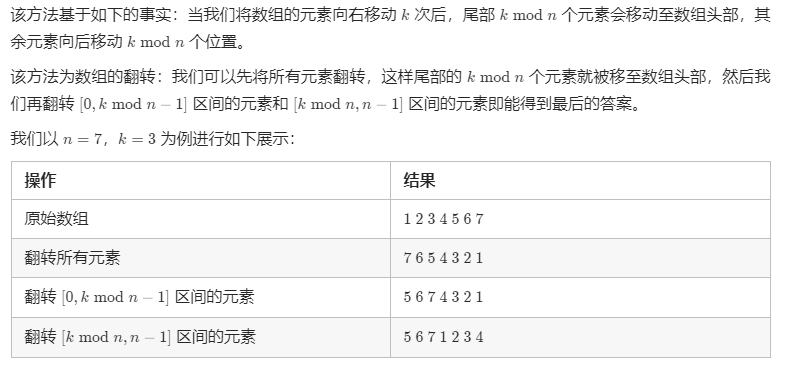 该方法基于如下的事实：当我们将数组的元素向右移动 k 次后，尾部 k mod n 个元素会移动至数组头部，其
余元素向后移动 k mod n 个位置。
该方法为数组的翻转：我们可以先将所有元素翻转，这样尾部的 k mod n 个元素就被移至数组头部，然后我
们再翻转 [0, k mod n − 1] 区间的元素和 [k mod n, n − 1] 区间的元素即能得到最后的答案。
我们以 n = 7，k = 3 为例进行如下展示：
操作 结果
原始数组 1 2 3 4 5 6 7
翻转所有元素 7 6 5 4 3 2 1
翻转 [0, k mod n − 1] 区间的元素 5 6 7 4 3 2 1
翻转 [k mod n, n − 1] 区间的元素 5 6 7 1 2 3 4